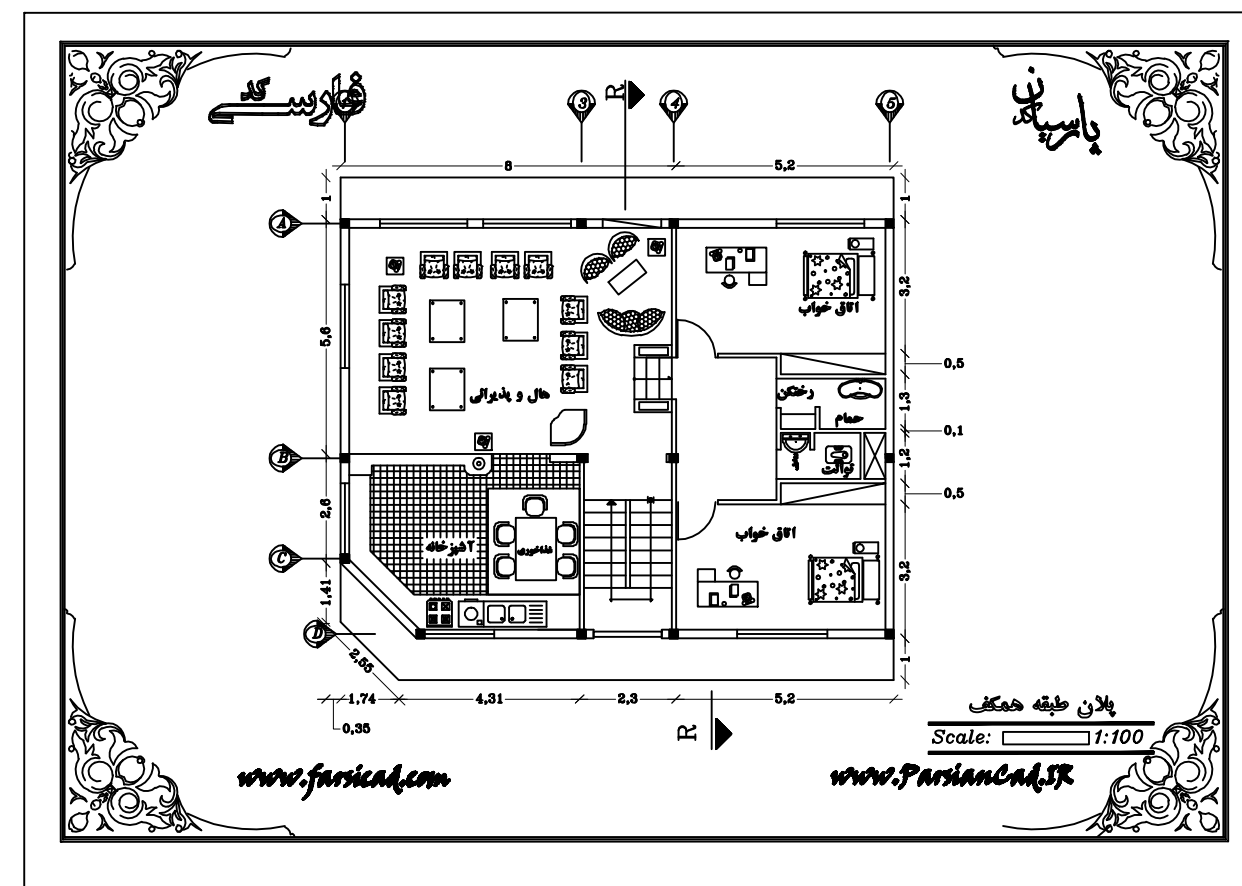 فارسی کد
پارسیان کد
R
3
4
5
8
5,2
1
1
A
5,6
3,2
اتاق خواب
0,5
هال و پذیرائی
رختکن
1,3
حمام
0,1
B
توالت
1,2
0,5
2,6
اتاق خواب
آشپزخانه
غذاخوری
C
3,2
1,41
D
2,55
1
1,74
4,31
2,3
5,2
0,35
R
پلان طبقه همکف
Scale: 1:100
www.farsicad.com
www.ParsianCad.IR